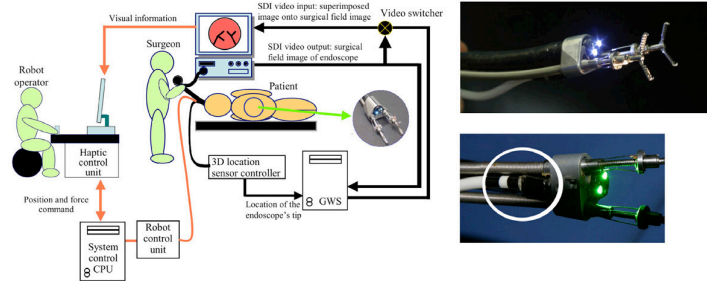 Visual information
SDI video input: superimposed
image onto surgical field image
Video switcher
Surgeon
SDI video output: surgical
field image of endoscope
Robot
operator
Patient
Haptic
control
unit
3D location
sensor controller
GWS
Position and force
command
Location of the
endoscope's tip
System
control
CPU
Robot
control
unit